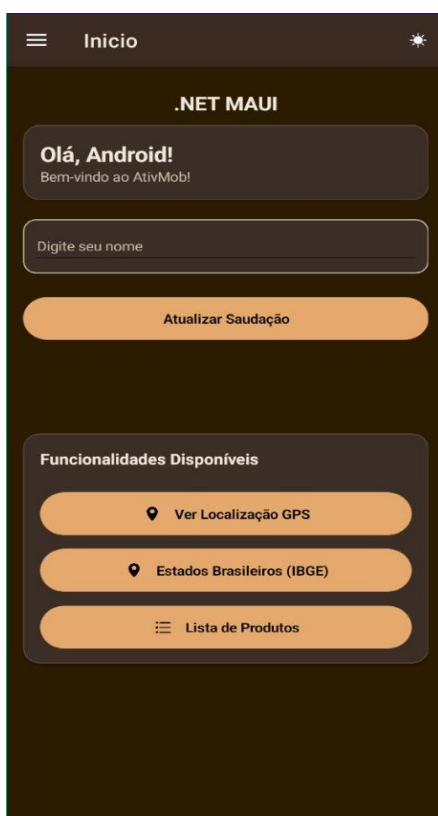 Inicio
.NET MAUI
Olá, Android!
Bem-vindo ao AtivMob!
Digite seu nome
Atualizar Saudação
Funcionalidades Disponíveis
Ver Localização GPS
Estados Brasileiros (IBGE)
Lista de Produtos